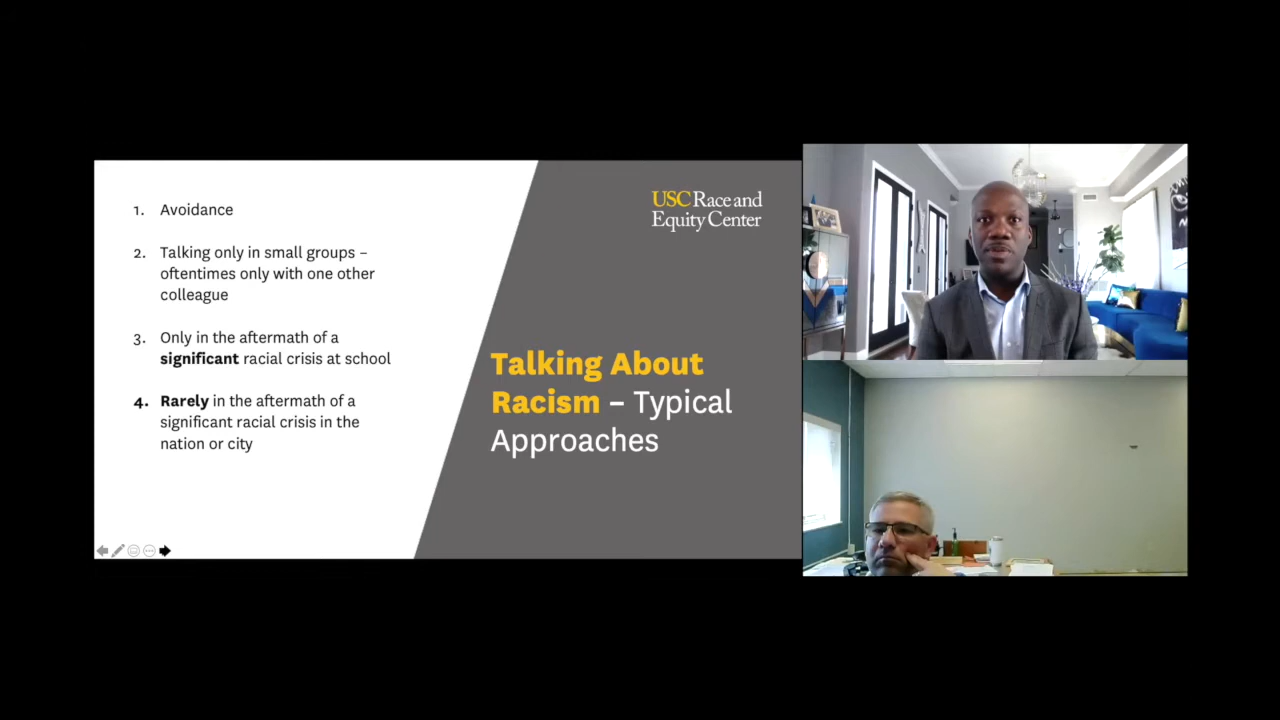 1. Avoidance
2. Talking only in small groups –
oftentimes only with one other
colleague
3. Only in the aftermath of a
significant racial crisis at school
4. Rarely in the aftermath of a
significant racial crisis in the
nation or city
USC Race and
Equity Center
Talking About
Racism – Typical
Approaches